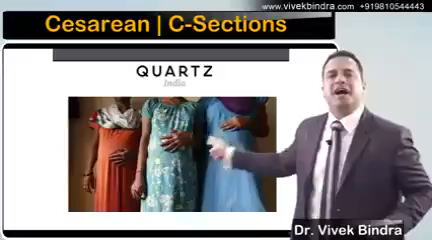 www.vivekbindra.com +919810544443
Cesarean | C-Sections
QUARTZ
India
Dr. Vivek Bindra